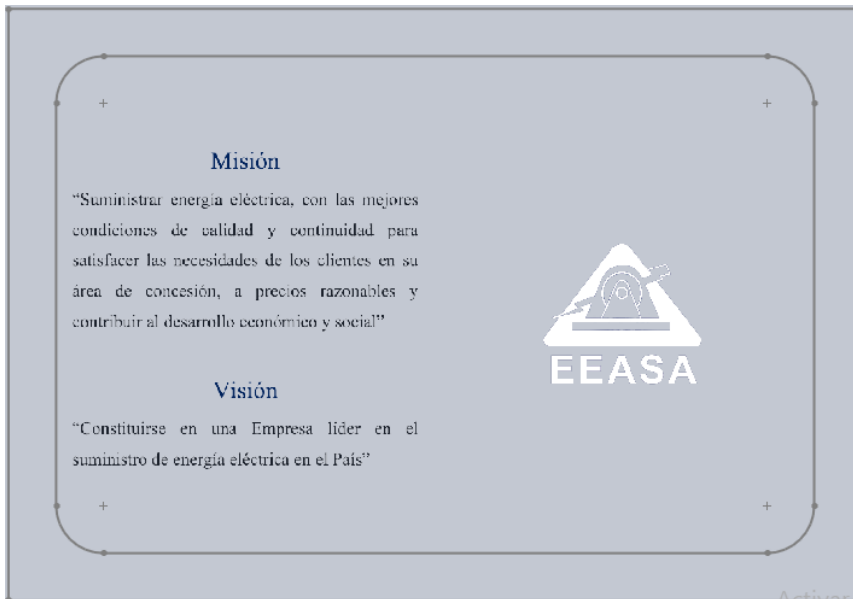 Misión
“Suministrar energía eléctrica, con las mejores
condiciones de calidad y continuidad para
satisfacer las necesidades de los clientes en su
área de concesión, a precios razonables y
contribuir al desarrollo económico y social”
EEASA
Visión
“Constituirse en una Empresa líder en el
suministro de energía eléctrica en el País”